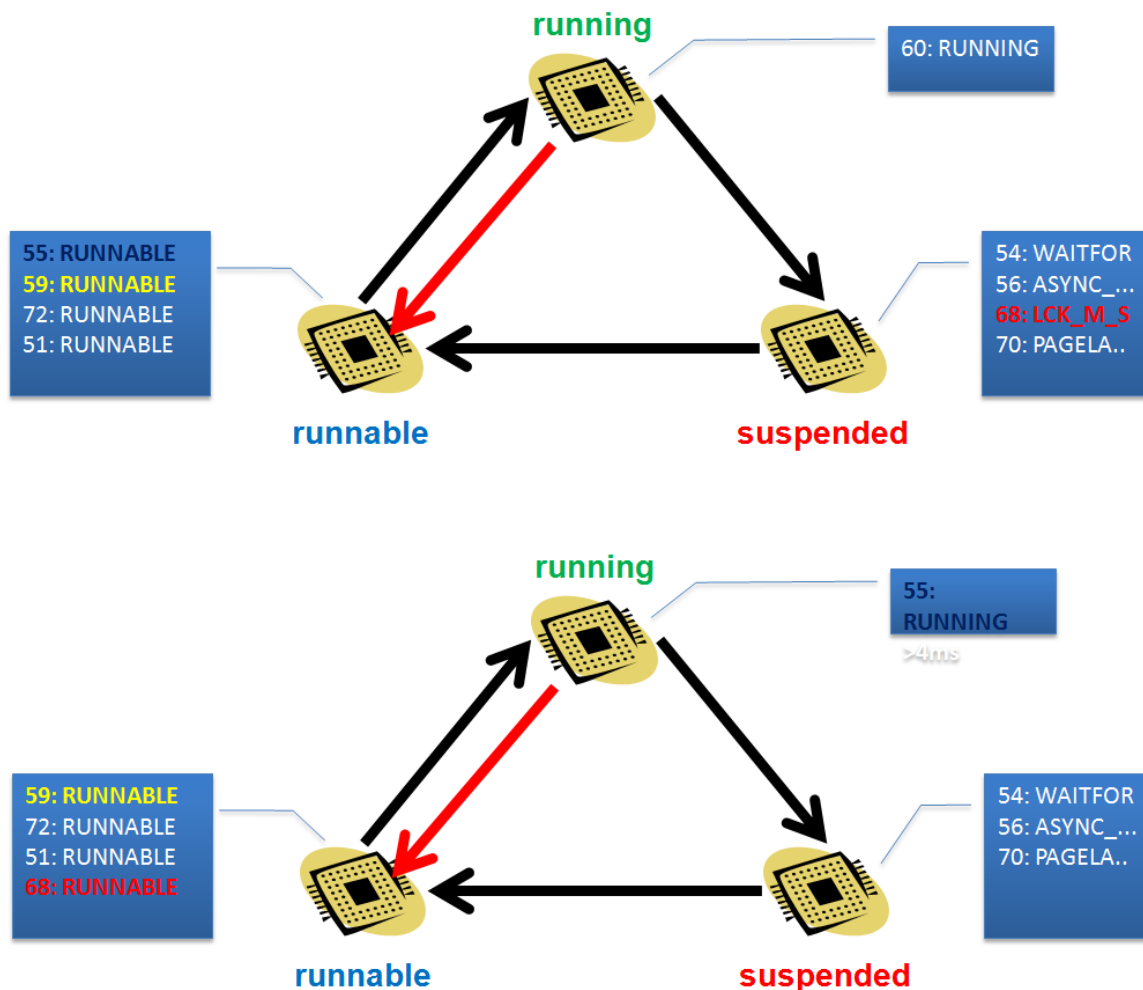 running
60: RUNNING
55: RUNNABLE
59: RUNNABLE
72: RUNNABLE
51: RUNNABLE
54: WAITFOR
56: ASYNC_...
68: LCK_M_S
70: PAGELA..
runnable
suspended
running
55:
RUNNING
>4ms
59: RUNNABLE
72: RUNNABLE
51: RUNNABLE
68: RUNNABLE
54: WAITFOR
56: ASYNC_...
70: PAGELA..
runnable
suspended